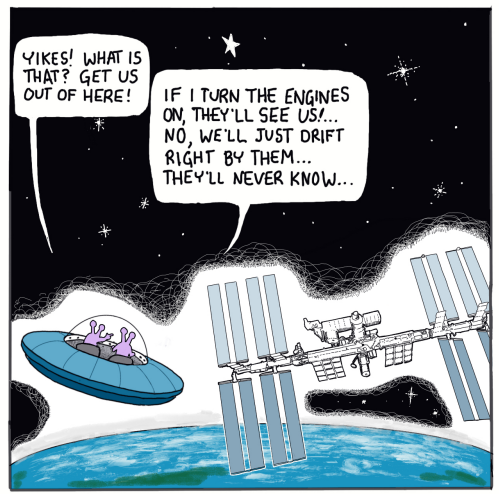 YIKES! WHAT IS
THAT? GET US
OUT OF HERE!
IF I TURN THE ENGINES
ON, THEY'LL SEE US!...
NO, WE'LL JUST DRIFT
RIGHT BY THEM...
THEY'LL NEVER KNOW...